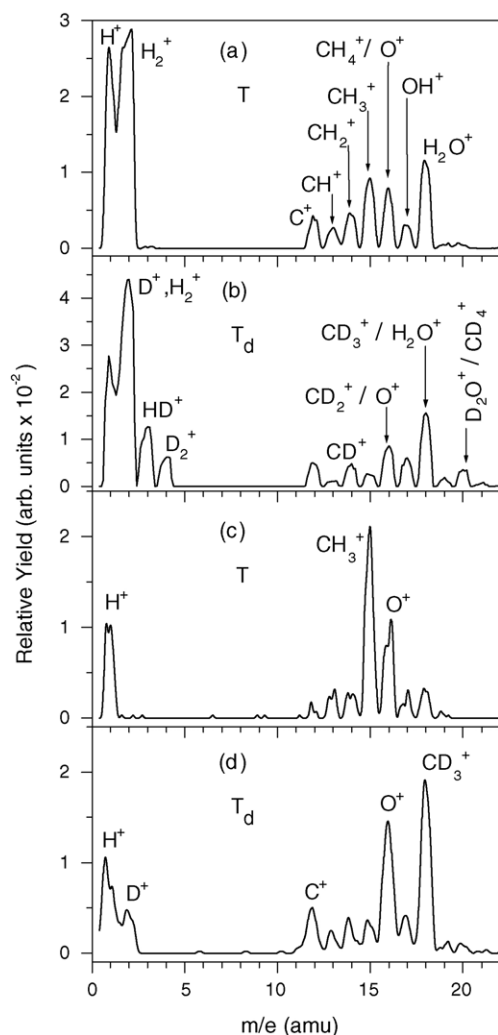 H⁺ H₂⁺ (a) CH₄⁺/ O⁺
T CH₃⁺ OH⁺
CH₂⁺ H₂O⁺
CH⁺
C⁺
3
2
1
0
D⁺,H₂⁺ (b)
T_d CD₃⁺ / H₂O⁺
CD₂⁺ / O⁺
D₂O⁺ / CD₄⁺
HD⁺
D₂⁺ CD⁺
4
3
2
1
0
(c)
T CH₃⁺
H⁺ O⁺
2
1
0
(d) CD₃⁺
T_d O⁺
H⁺
D⁺ C⁺
2
1
0
0 5 10 15 20
m/e (amu)
Relative Yield (arb. units x 10⁻²)